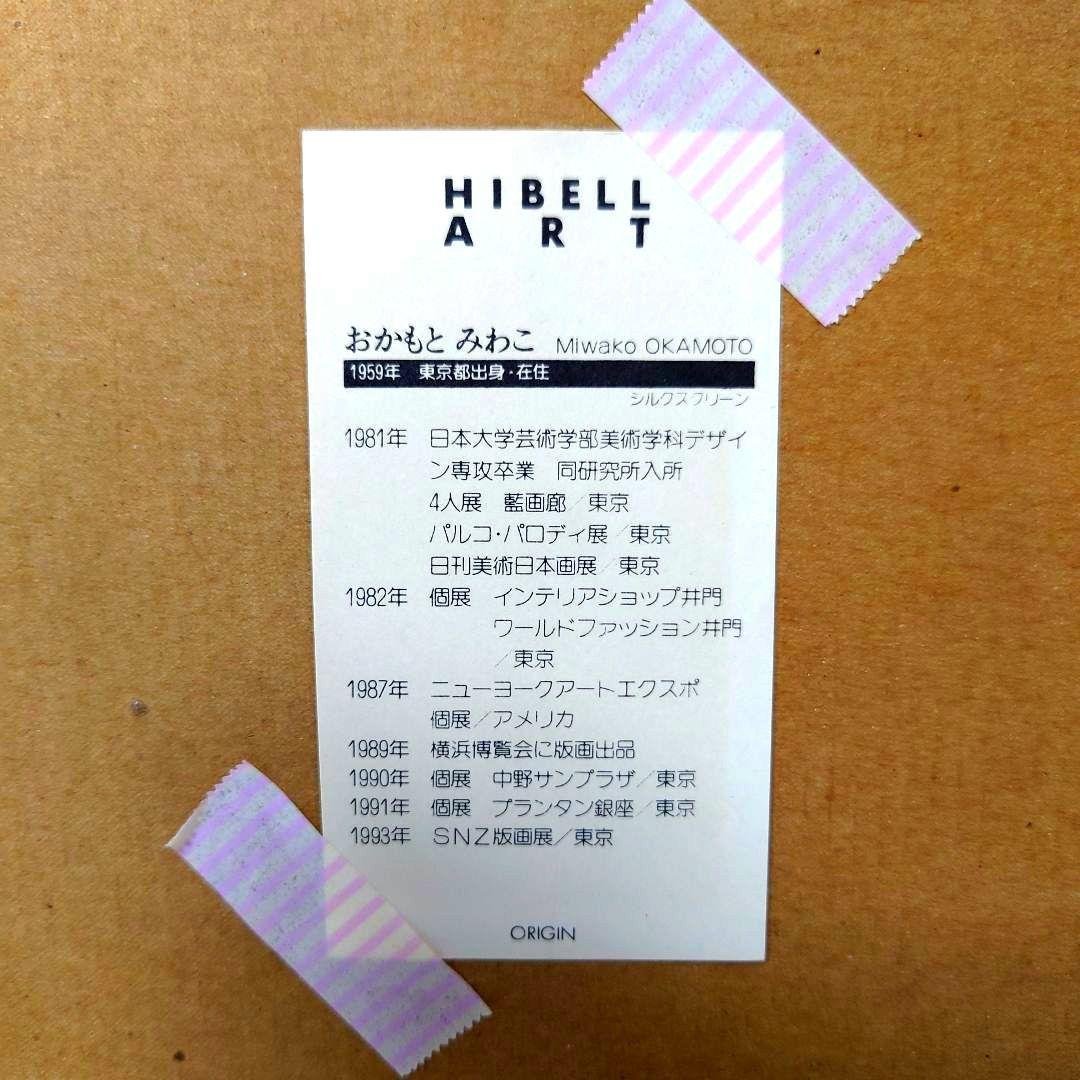 HIBELL
ART
おかもと みわこ Miwako OKAMOTO
1959年 東京都出身・在住
シルクスクリーン
1981年 日本大学芸術学部美術学科デザイ
ン専攻卒業 同研究所入所
4人展 藍画廊/東京
パルコ・パロディ展/東京
日刊美術日本画展/東京
1982年 個展 インテリアショップ井門
ワールドファッション井門
/東京
1987年 ニューヨークアートエクスポ
個展/アメリカ
1989年 横浜博覧会に版画出品
1990年 個展 中野サンプラザ/東京
1991年 個展 プランタン銀座/東京
1993年 SNZ版画展/東京
ORIGIN